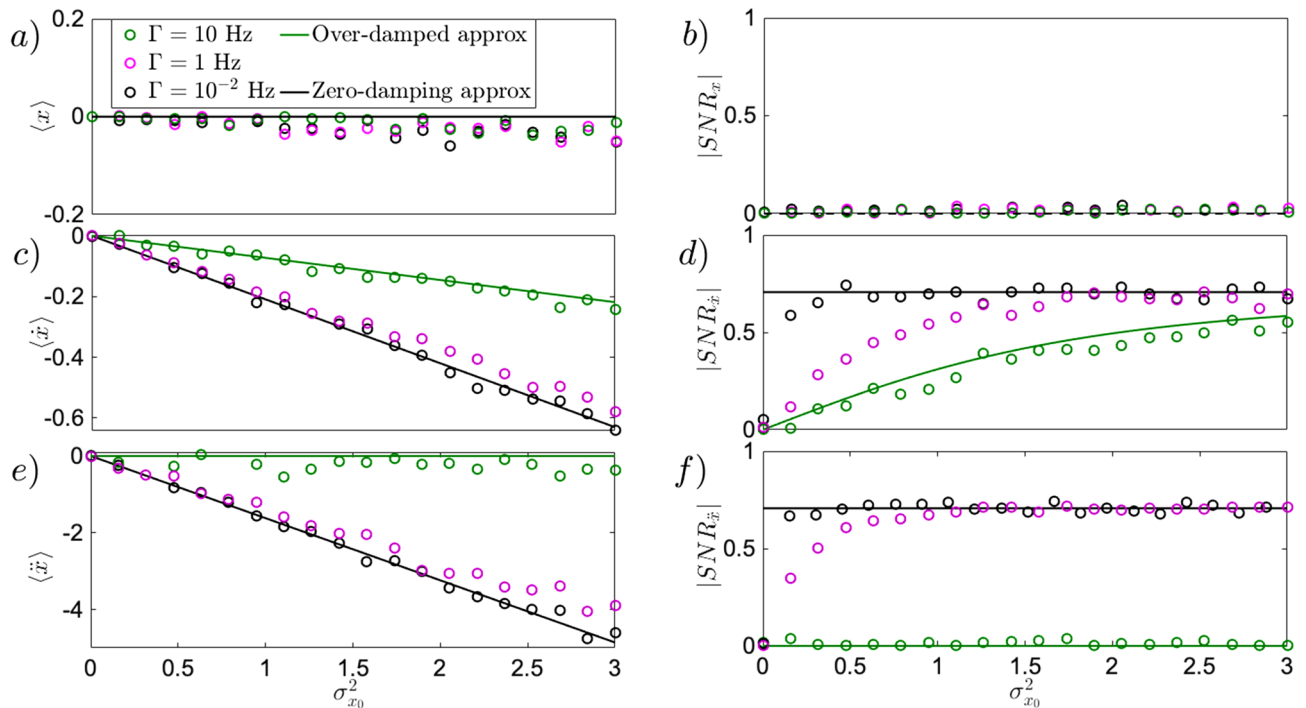 a)
0.2
0
-0.2
⟨x⟩
Γ = 10 Hz Over-damped approx
Γ = 1 Hz
Γ = 10⁻² Hz Zero-damping approx
b)
1
0.5
0
|SNRₓ|
c)
0
-0.2
-0.4
-0.6
⟨ẋ⟩
d)
1
0.5
0
|SNR_ẋ|
e)
0
-2
-4
⟨ẍ⟩
0 0.5 1 1.5 2 2.5 3
σ²ₓ₀
f)
1
0.5
0
|SNR_ẍ|
0 0.5 1 1.5 2 2.5 3
σ²ₓ₀